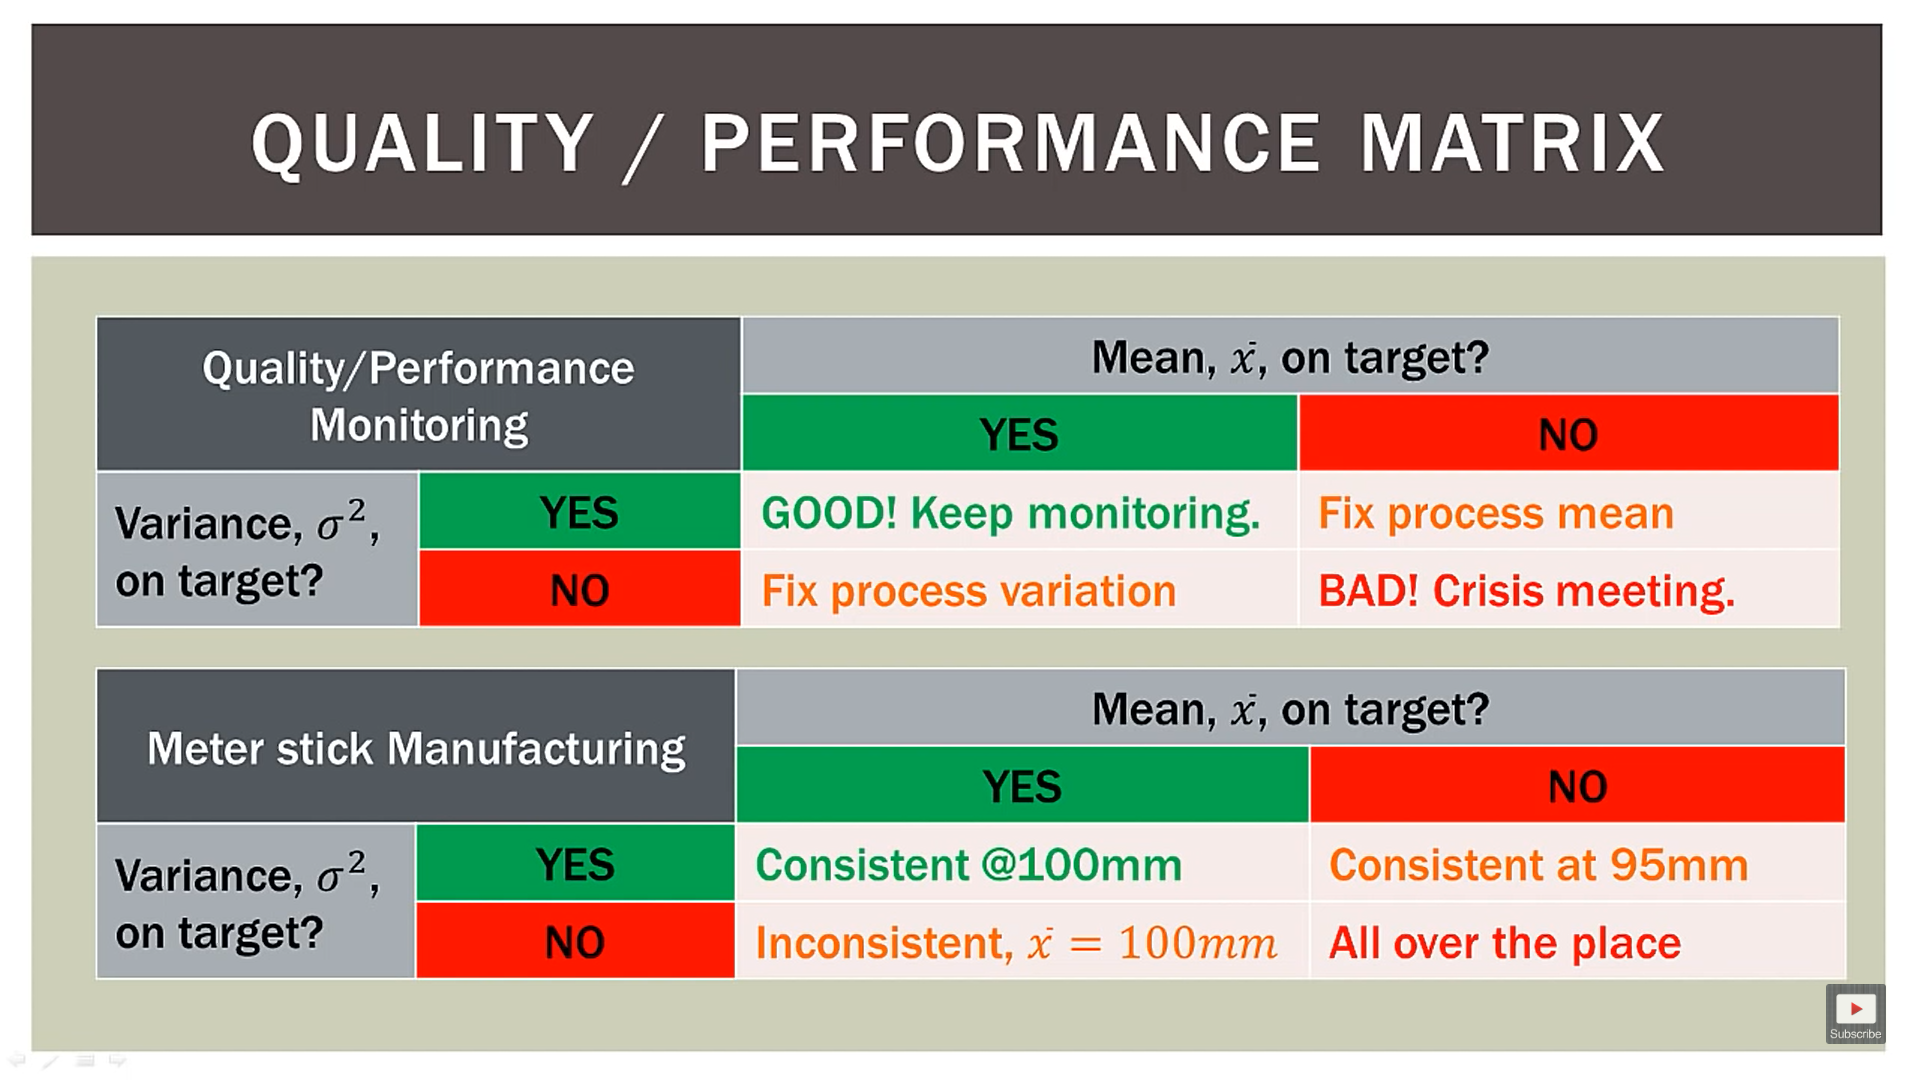 QUALITY / PERFORMANCE MATRIX
Quality/Performance
Monitoring
Mean, x̄, on target?
YES
NO
Variance, σ²,
on target?
YES
GOOD! Keep monitoring.
Fix process mean
NO
Fix process variation
BAD! Crisis meeting.
Meter stick Manufacturing
Mean, x̄, on target?
YES
NO
Variance, σ²,
on target?
YES
Consistent @100mm
Consistent at 95mm
NO
Inconsistent, x̄ = 100mm
All over the place
Subscribe